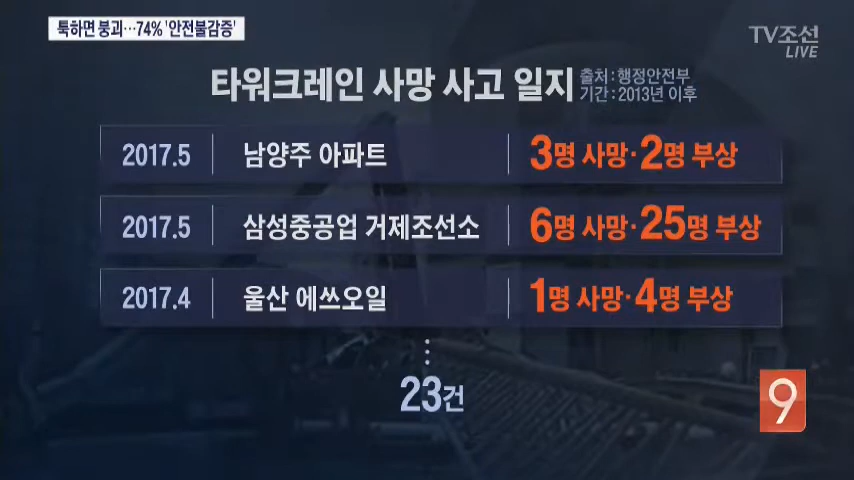 툭하면 붕괴…74% '안전불감증'
TV조선
LIVE
타워크레인 사망 사고 일지
출처 : 행정안전부
기간 : 2013년 이후
2017.5 남양주 아파트 3명 사망·2명 부상
2017.5 삼성중공업 거제조선소 6명 사망·25명 부상
2017.4 울산 에쓰오일 1명 사망·4명 부상
⋮
23건
9